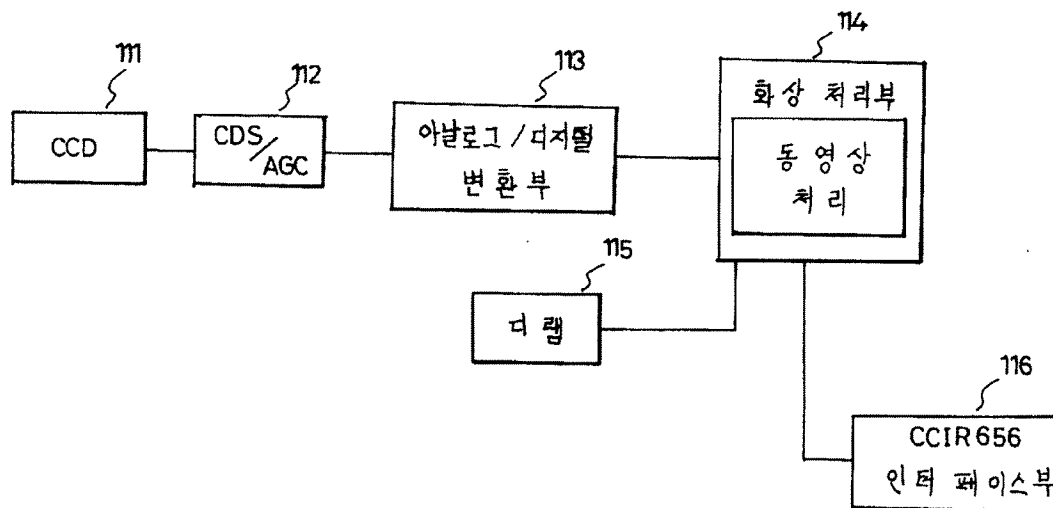 111
CCD
112
CDS/
AGC
113
아날로그/디지털
변환부
114
화상 처리부
동영상
처리
115
디램
116
CCIR656
인터페이스부